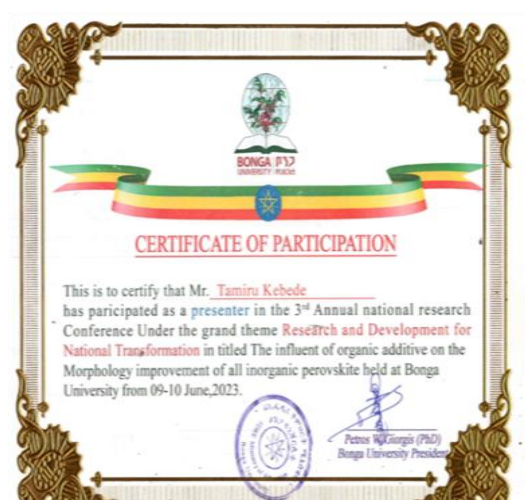 BONGA ቦንጋ
UNIVERSITY
CERTIFICATE OF PARTICIPATION
This is to certify that Mr. Tamiru Kebede
has paricipated as a presenter in the 3rd Annual national research
Conference Under the grand theme Research and Development for
National Transformation in titled The influent of organic additive on the
Morphology improvement of all inorganic perovskite held at Bonga
University from 09-10 June,2023.
Petros W/Giorgis (PhD)
Bonga University President